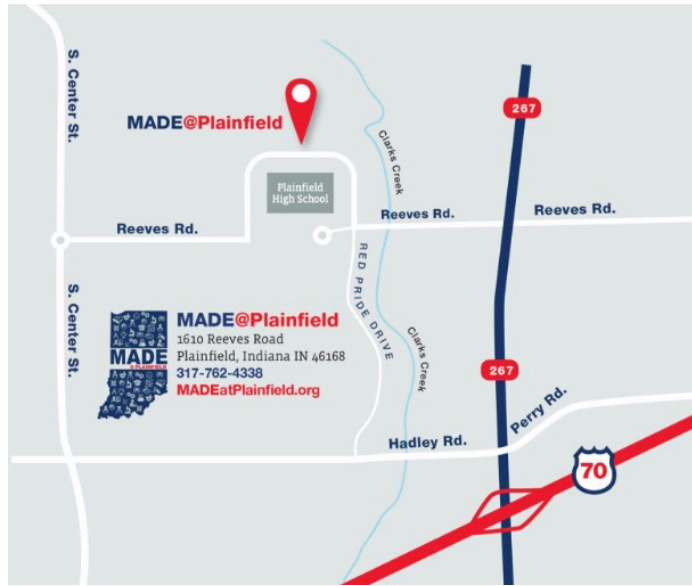 S. Center St.
267
MADE@Plainfield
Clarks Creek
Plainfield
High School
Reeves Rd.
Reeves Rd.
Reeves Rd.
RED PRIDE DRIVE
S. Center St.
MADE
@ PLAINFIELD
MADE@Plainfield
1610 Reeves Road
Plainfield, Indiana IN 46168
317-762-4338
MADEatPlainfield.org
Clarks Creek
267
Hadley Rd.
Perry Rd.
70